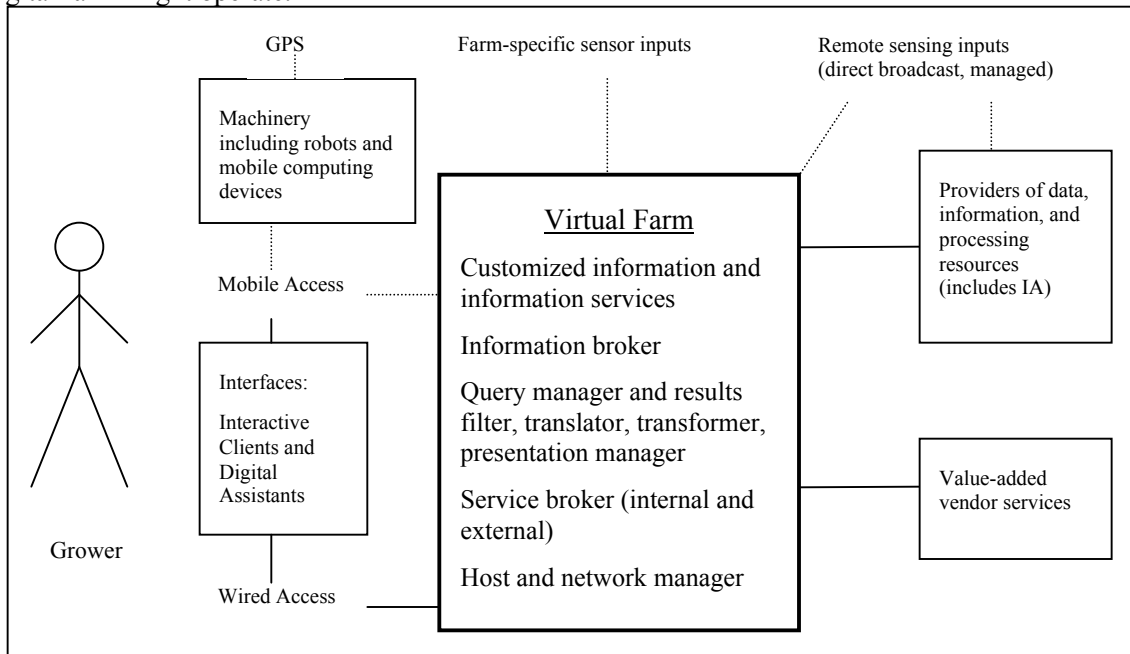 GPS
Farm-specific sensor inputs
Remote sensing inputs
(direct broadcast, managed)
Machinery
including robots and
mobile computing
devices
Mobile Access
Interfaces:
Interactive
Clients and
Digital
Assistants
Wired Access
Grower
Virtual Farm
Customized information and
information services
Information broker
Query manager and results
filter, translator, transformer,
presentation manager
Service broker (internal and
external)
Host and network manager
Providers of data,
information, and
processing
resources
(includes IA)
Value-added
vendor services